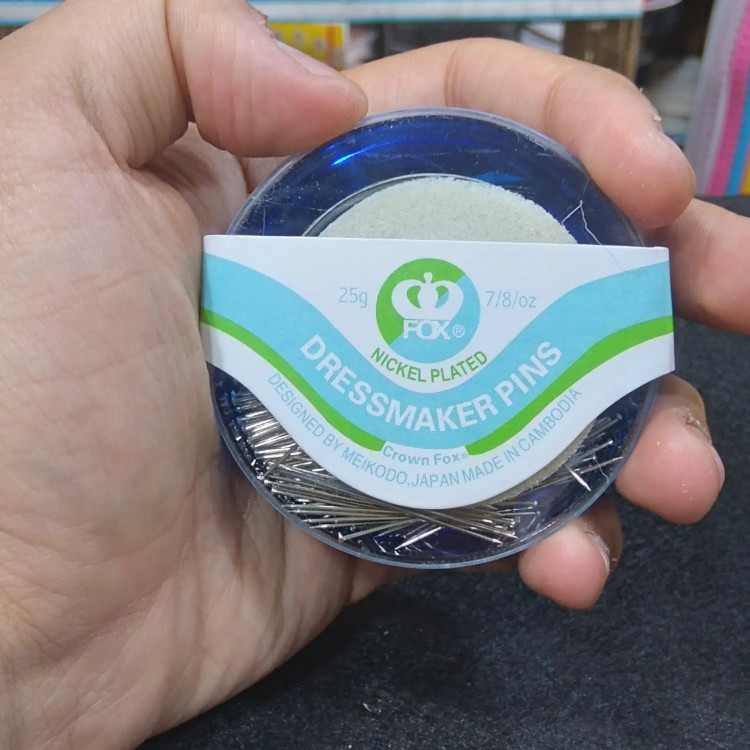 25g
7/8/oz
FOX®
NICKEL PLATED
DRESSMAKER PINS
Crown Fox®
DESIGNED BY MEIKODO,JAPAN MADE IN CAMBODIA